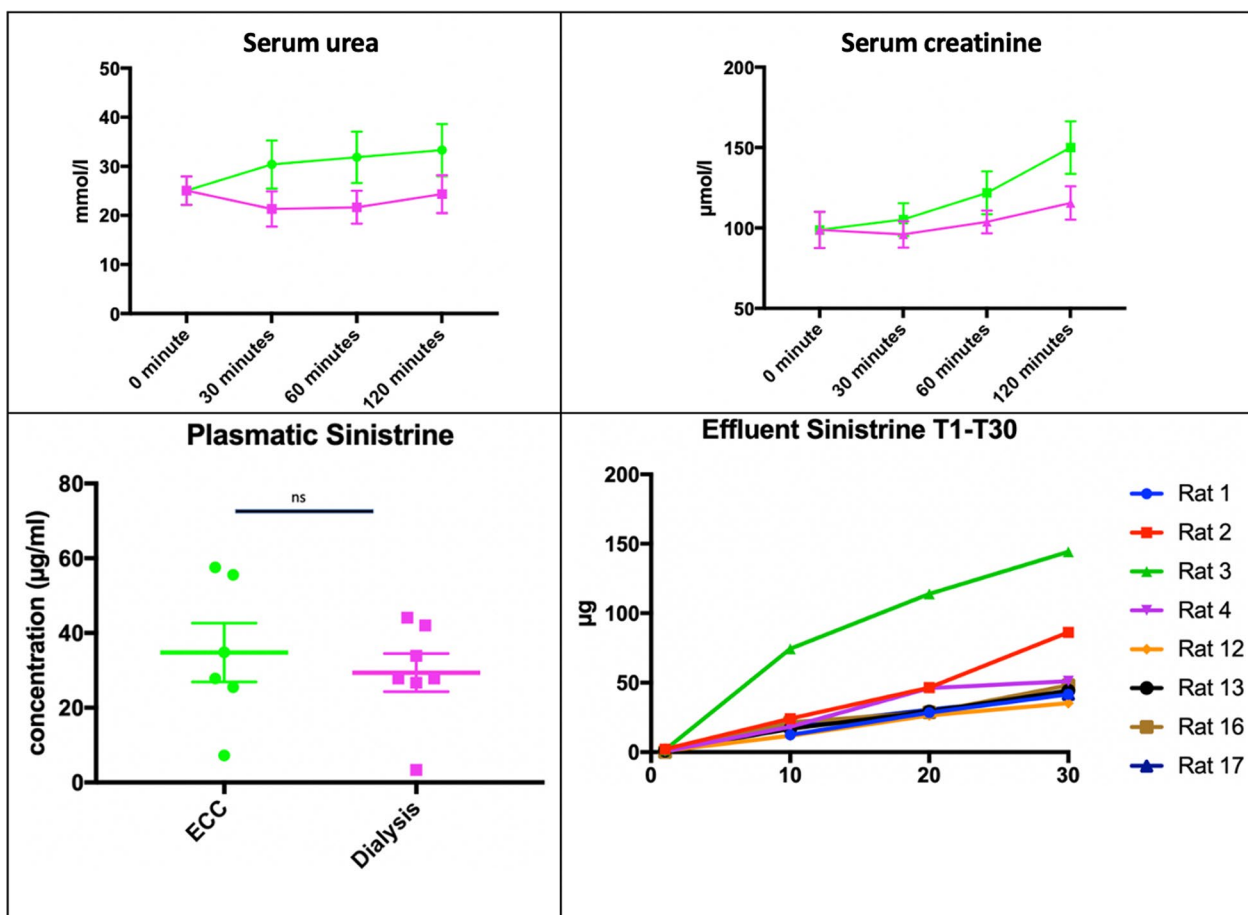 Serum urea
mmol/l
50
40
30
20
10
0
0 minute
30 minutes
60 minutes
120 minutes
Serum creatinine
µmol/l
200
150
100
50
0 minute
30 minutes
60 minutes
120 minutes
Plasmatic Sinistrine
concentration (µg/ml)
80
60
40
20
0
ns
ECC
Dialysis
Effluent Sinistrine T1-T30
µg
200
150
100
50
0
0
10
20
30
Rat 1
Rat 2
Rat 3
Rat 4
Rat 12
Rat 13
Rat 16
Rat 17